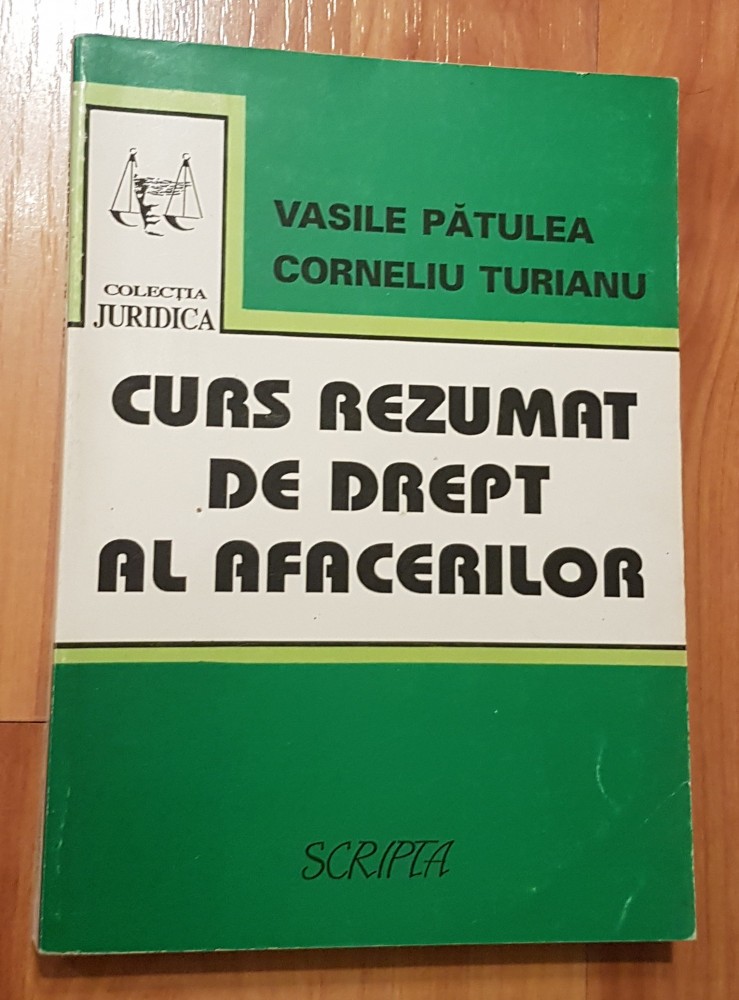 VASILE PĂTULEA
CORNELIU TURIANU
COLECȚIA
JURIDICA
CURS REZUMAT
DE DREPT
AL AFACERILOR
SCRIPTA